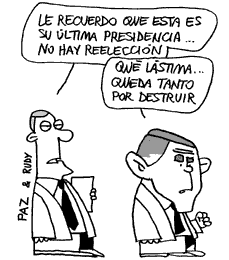 LE RECUERDO QUE ESTA ES
SU ÚLTIMA PRESIDENCIA...
NO HAY REELECCIÓN
QUÉ LÁSTIMA...
QUEDA TANTO
POR DESTRUIR
PAZ & RUDY